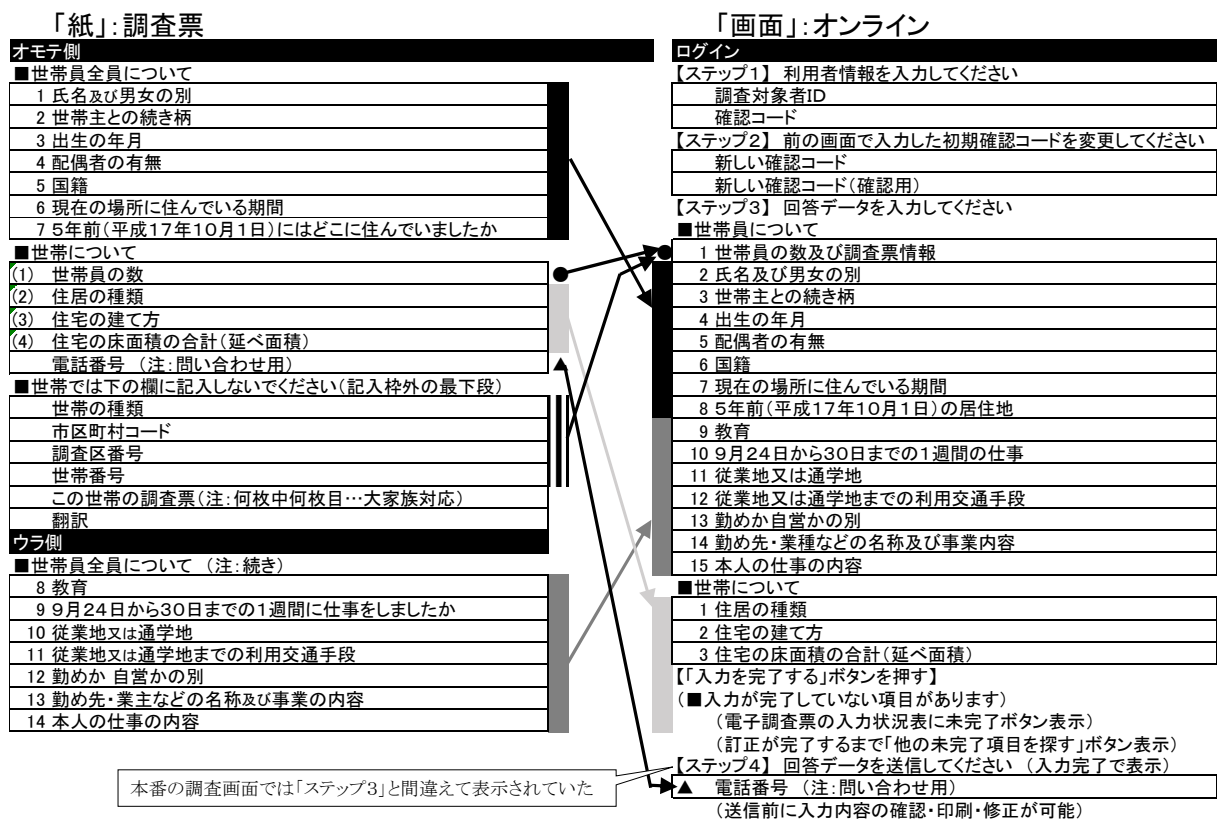 「紙」:調査票
オモテ側
■世帯員全員について
1 氏名及び男女の別
2 世帯主との続き柄
3 出生の年月
4 配偶者の有無
5 国籍
6 現在の場所に住んでいる期間
7 5年前(平成17年10月1日)にはどこに住んでいましたか
■世帯について
(1) 世帯員の数
(2) 住居の種類
(3) 住宅の建て方
(4) 住宅の床面積の合計(延べ面積)
電話番号 (注:問い合わせ用)
■世帯では下の欄に記入しないでください(記入枠外の最下段)
世帯の種類
市区町村コード
調査区番号
世帯番号
この世帯の調査票(注:何枚中何枚目…大家族対応)
翻訳
ウラ側
■世帯員全員について (注:続き)
8 教育
9 9月24日から30日までの1週間に仕事をしましたか
10 従業地又は通学地
11 従業地又は通学地までの利用交通手段
12 勤めか 自営かの別
13 勤め先・業主などの名称及び事業の内容
14 本人の仕事の内容
「画面」:オンライン
ログイン
【ステップ1】 利用者情報を入力してください
調査対象者ID
確認コード
【ステップ2】 前の画面で入力した初期確認コードを変更してください
新しい確認コード
新しい確認コード(確認用)
【ステップ3】 回答データを入力してください
■世帯員について
1 世帯員の数及び調査票情報
2 氏名及び男女の別
3 世帯主との続き柄
4 出生の年月
5 配偶者の有無
6 国籍
7 現在の場所に住んでいる期間
8 5年前(平成17年10月1日)の居住地
9 教育
10 9月24日から30日までの1週間の仕事
11 従業地又は通学地
12 従業地又は通学地までの利用交通手段
13 勤めか自営かの別
14 勤め先・業種などの名称及び事業内容
15 本人の仕事の内容
■世帯について
1 住居の種類
2 住宅の建て方
3 住宅の床面積の合計(延べ面積)
【「入力を完了する」ボタンを押す】
(■入力が完了していない項目があります)
(電子調査票の入力状況表に未完了ボタン表示)
(訂正が完了するまで「他の未完了項目を探す」ボタン表示)
【ステップ4】 回答データを送信してください (入力完了で表示)
▲ 電話番号 (注:問い合わせ用)
(送信前に入力内容の確認・印刷・修正が可能)
本番の調査画面では「ステップ3」と間違えて表示されていた